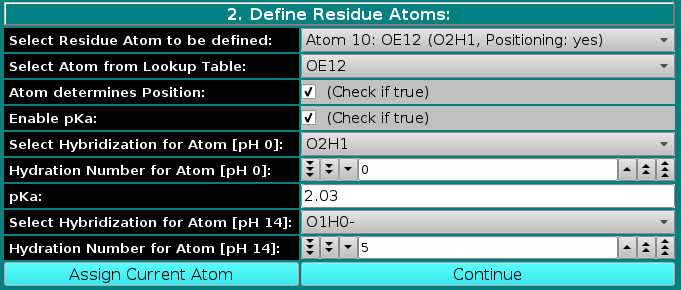 2. Define Residue Atoms:
Select Residue Atom to be defined: Atom 10: OE12 (O2H1, Positioning: yes)
Select Atom from Lookup Table: OE12
Atom determines Position: (Check if true)
Enable pKa: (Check if true)
Select Hybridization for Atom [pH 0]: O2H1
Hydration Number for Atom [pH 0]: 0
pKa: 2.03
Select Hybridization for Atom [pH 14]: O1H0-
Hydration Number for Atom [pH 14]: 5
Assign Current Atom Continue